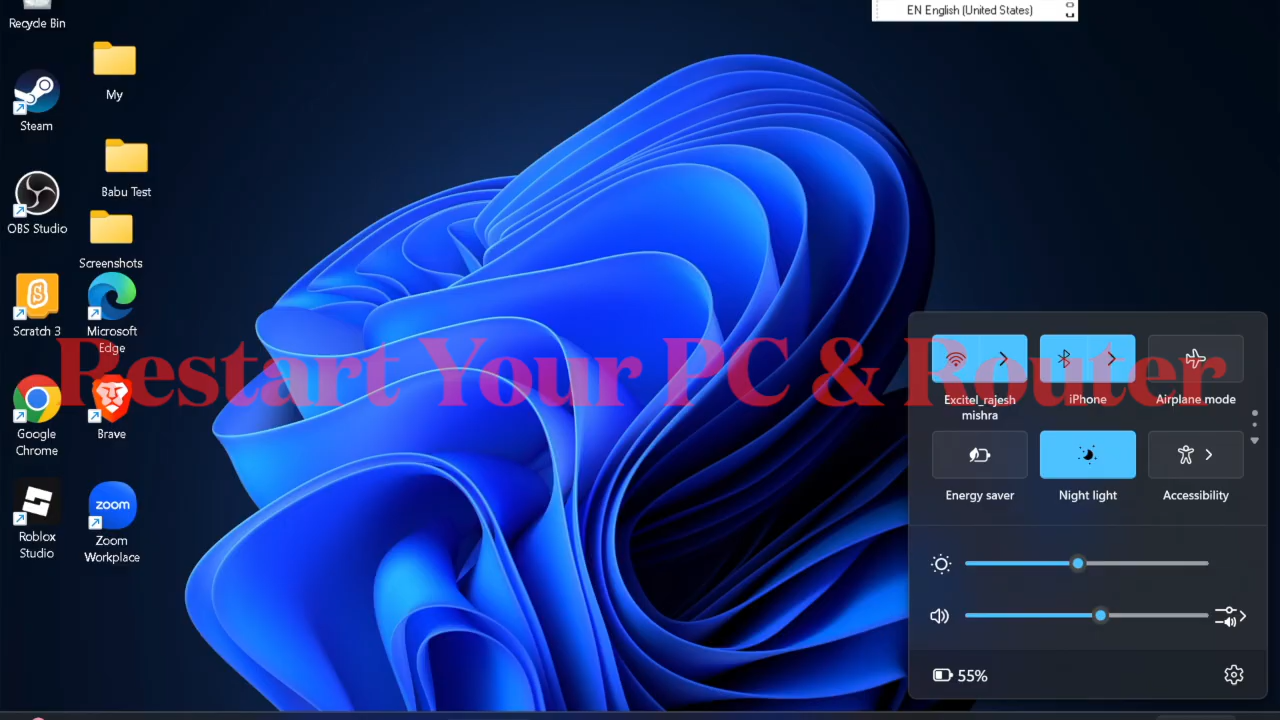 EN English (United States)
Recycle Bin
My
Steam
Babu Test
OBS Studio
Screenshots
Scratch 3
Microsoft
Edge
Restart Your PC & Router
Excitel_rajesh
mishra
iPhone
Airplane mode
Google
Chrome
Brave
Energy saver
Night light
Accessibility
Roblox
Studio
zoom
Zoom
Workplace
55%